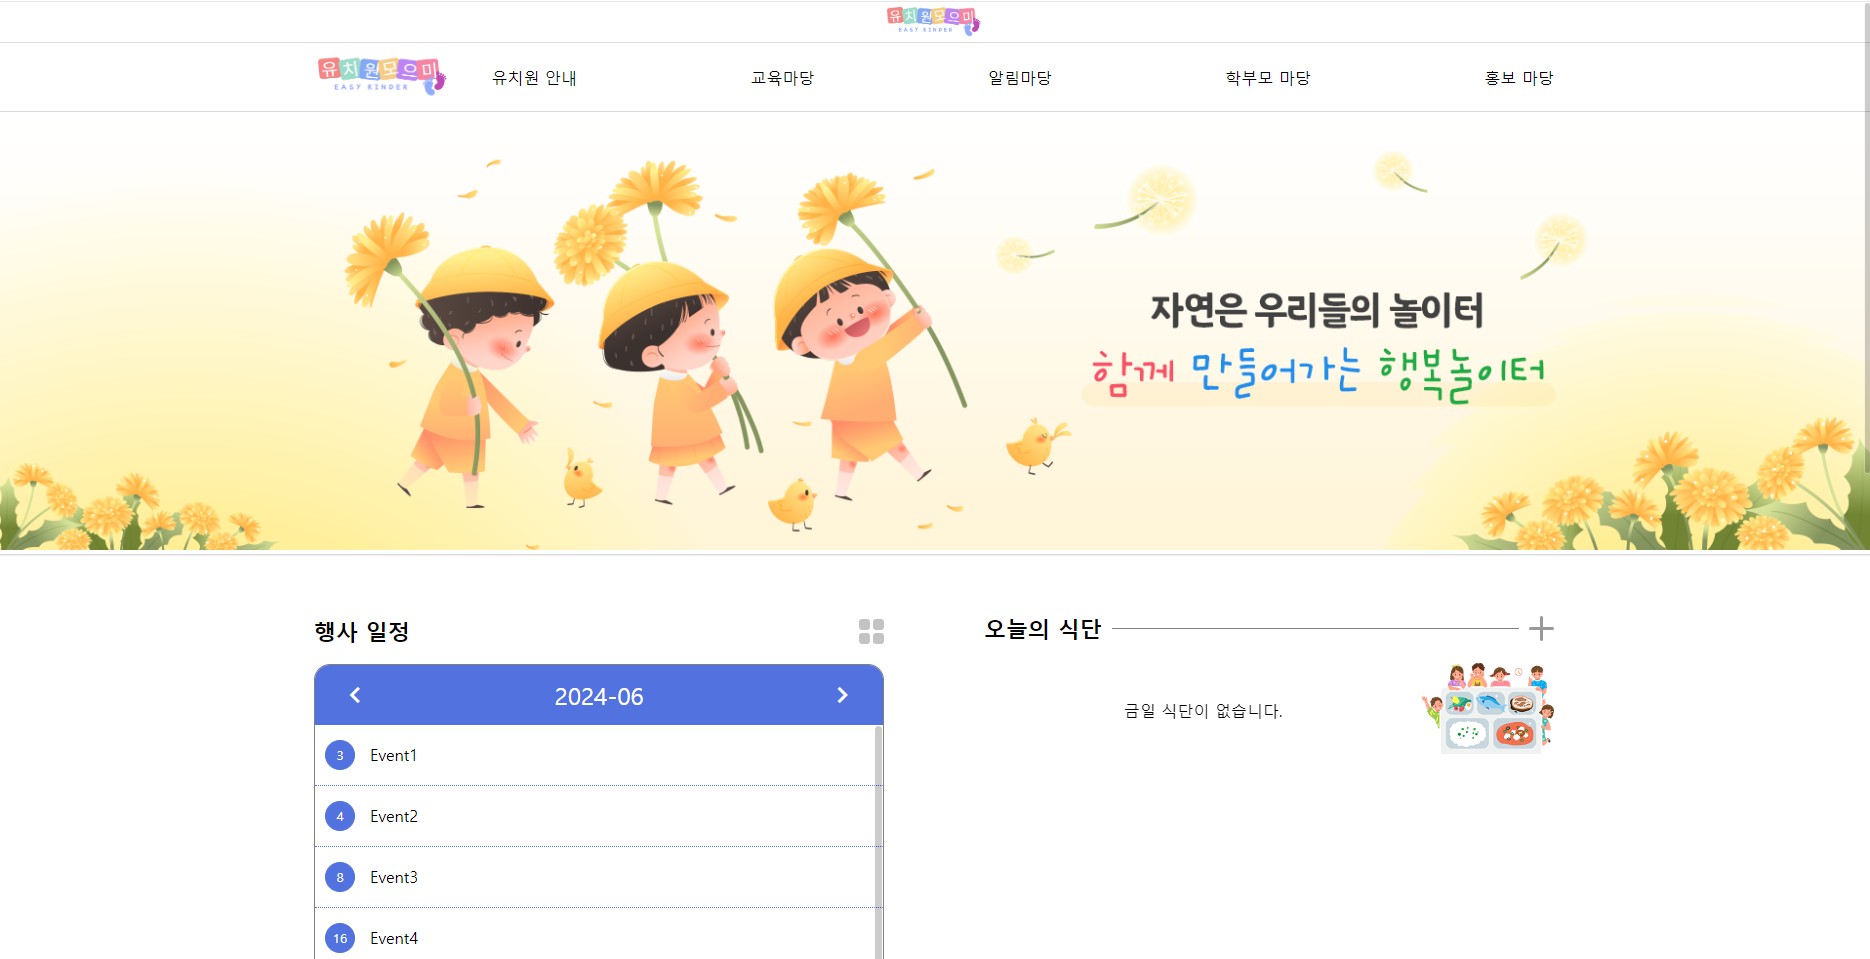 유치원모으미
EASY KINDER
유치원모으미
EASY KINDER
유치원 안내
교육마당
알림마당
학부모 마당
홍보 마당
자연은 우리들의 놀이터
함께 만들어가는 행복놀이터
행사 일정
2024-06
3 Event1
4 Event2
8 Event3
16 Event4
오늘의 식단
금일 식단이 없습니다.